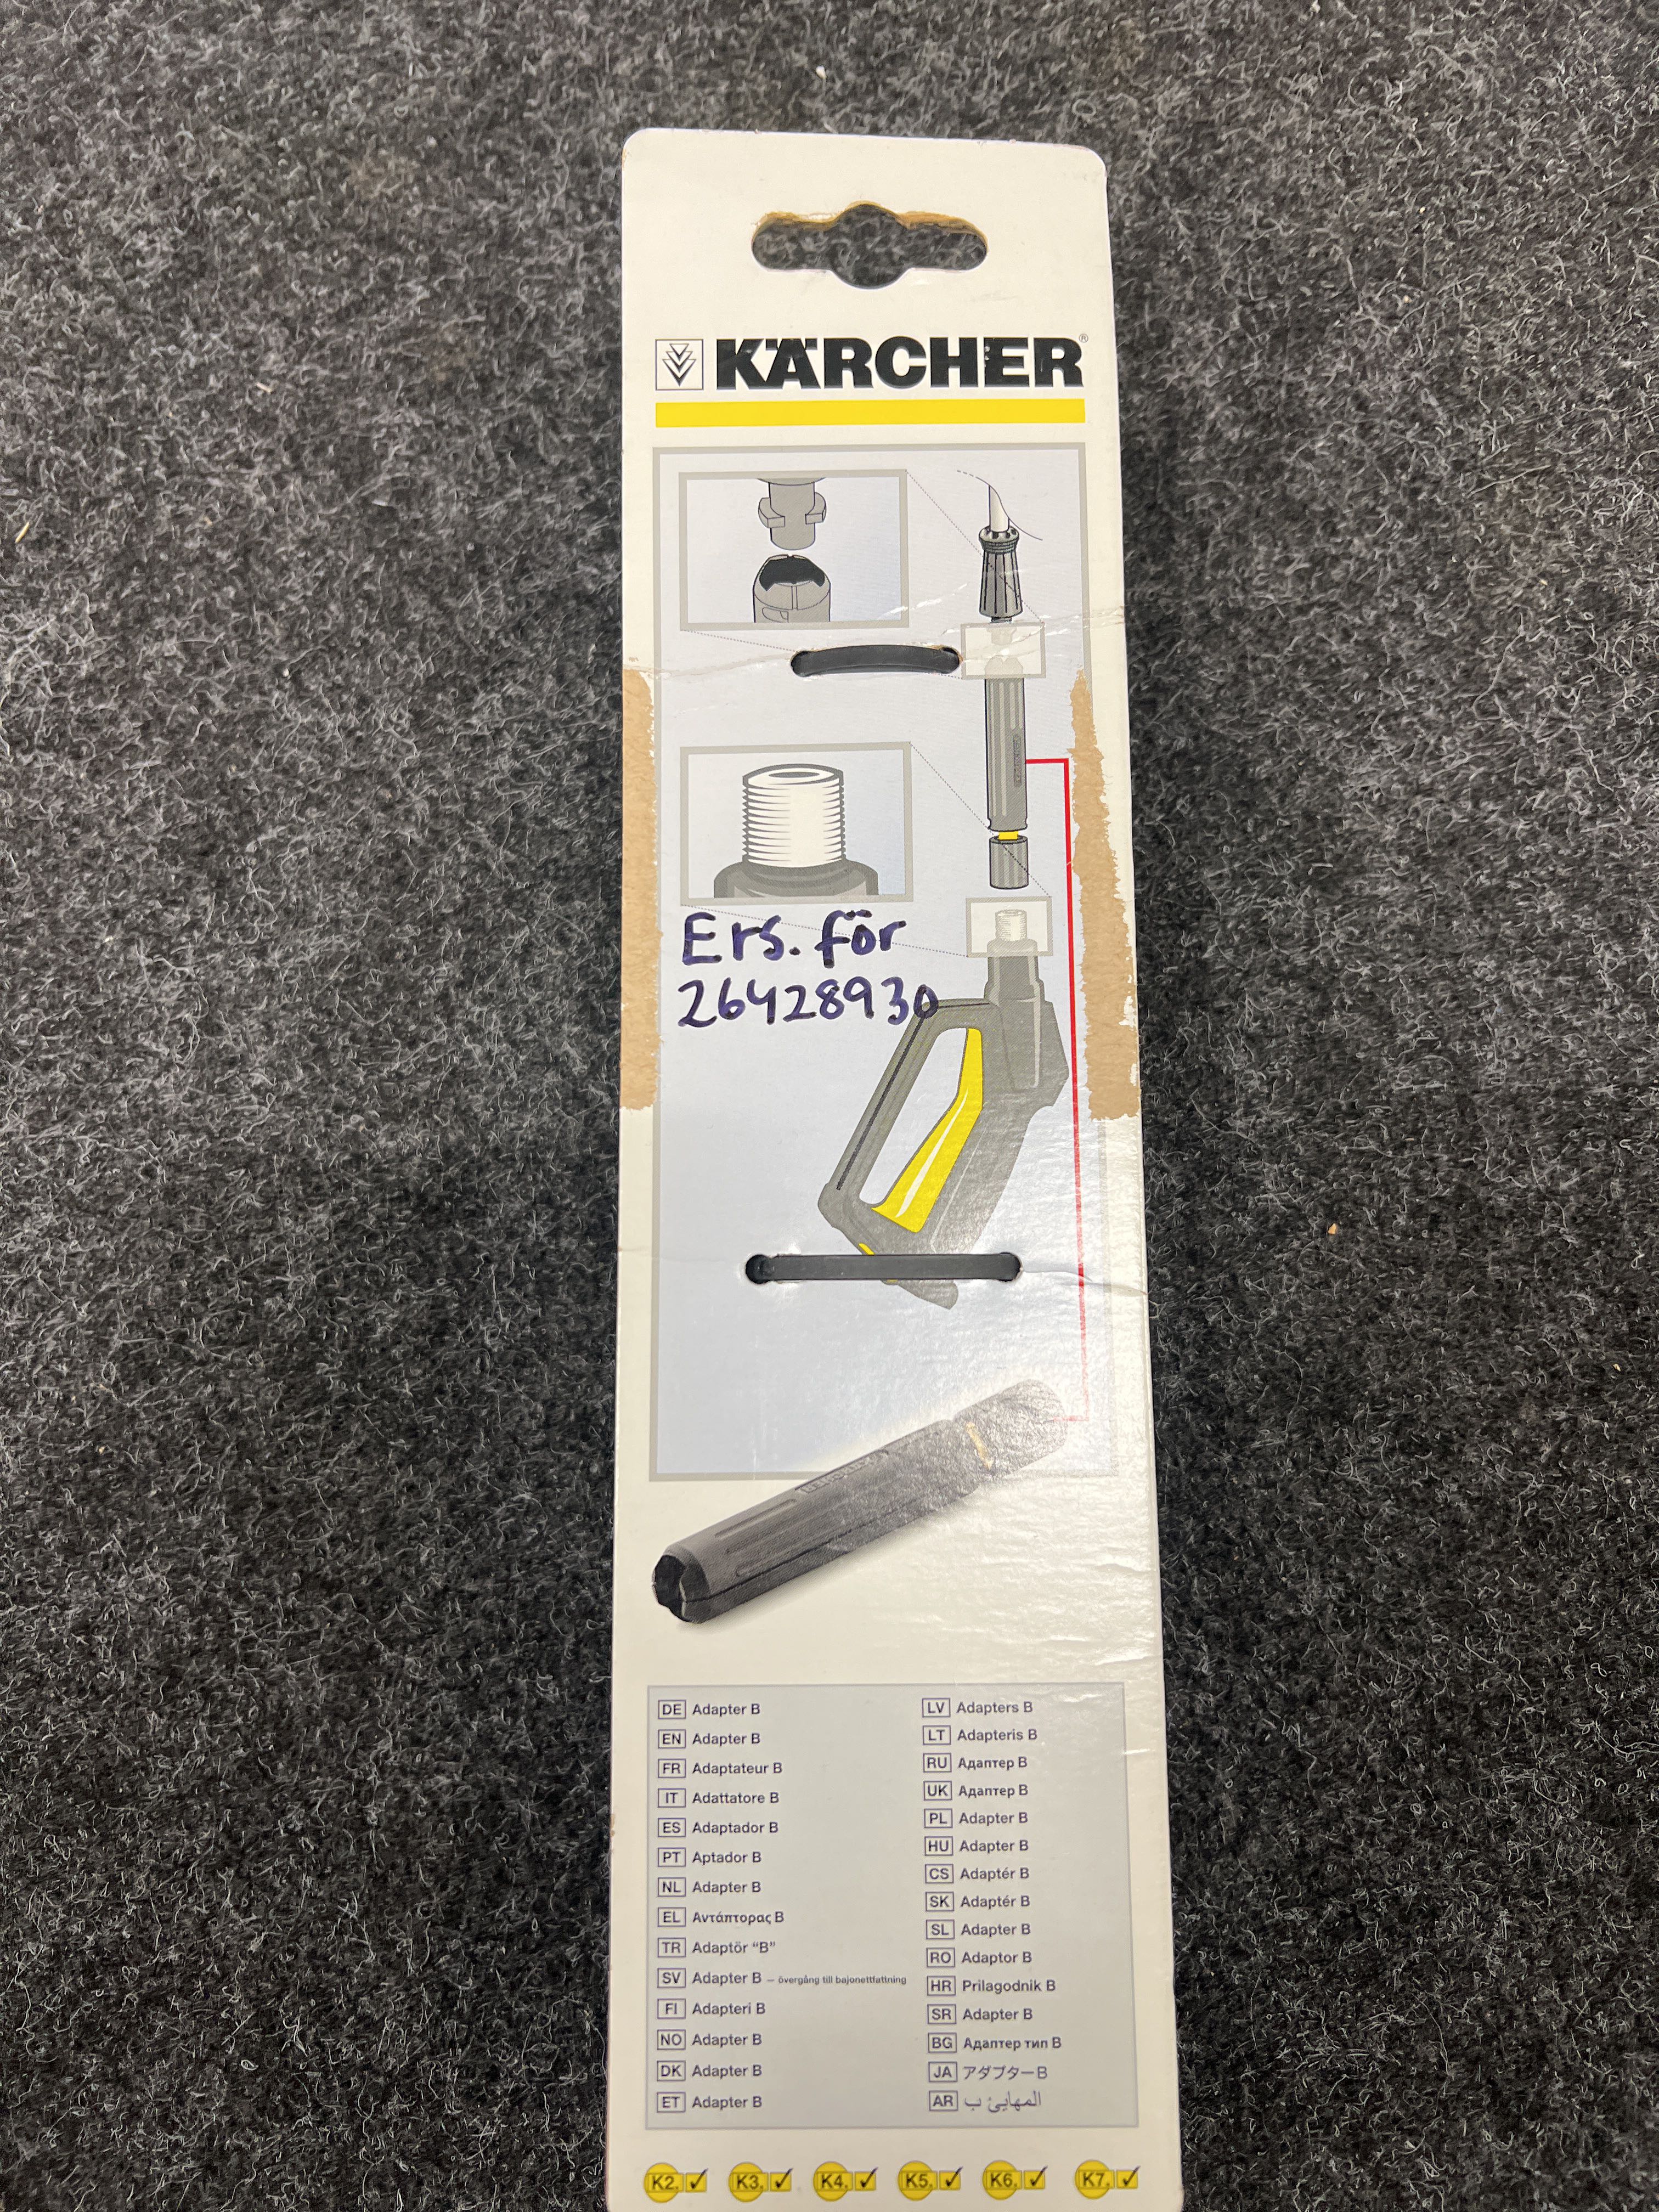 KÄRCHER®
Ers. för
26428930
DE Adapter B
EN Adapter B
FR Adaptateur B
IT Adattatore B
ES Adaptador B
PT Aptador B
NL Adapter B
EL Αντάπτορας B
TR Adaptör “B”
SV Adapter B – övergång till bajonettfattning
FI Adapteri B
NO Adapter B
DK Adapter B
ET Adapter B
LV Adapters B
LT Adapteris B
RU Адаптер B
UK Адаптер B
PL Adapter B
HU Adapter B
CS Adaptér B
SK Adaptér B
SL Adapter B
RO Adaptor B
HR Prilagodnik B
SR Adapter B
BG Адаптер тип B
JA アダプターB
AR المهايئ ب
K2. ✓ K3. ✓ K4. ✓ K5. ✓ K6. ✓ K7. ✓